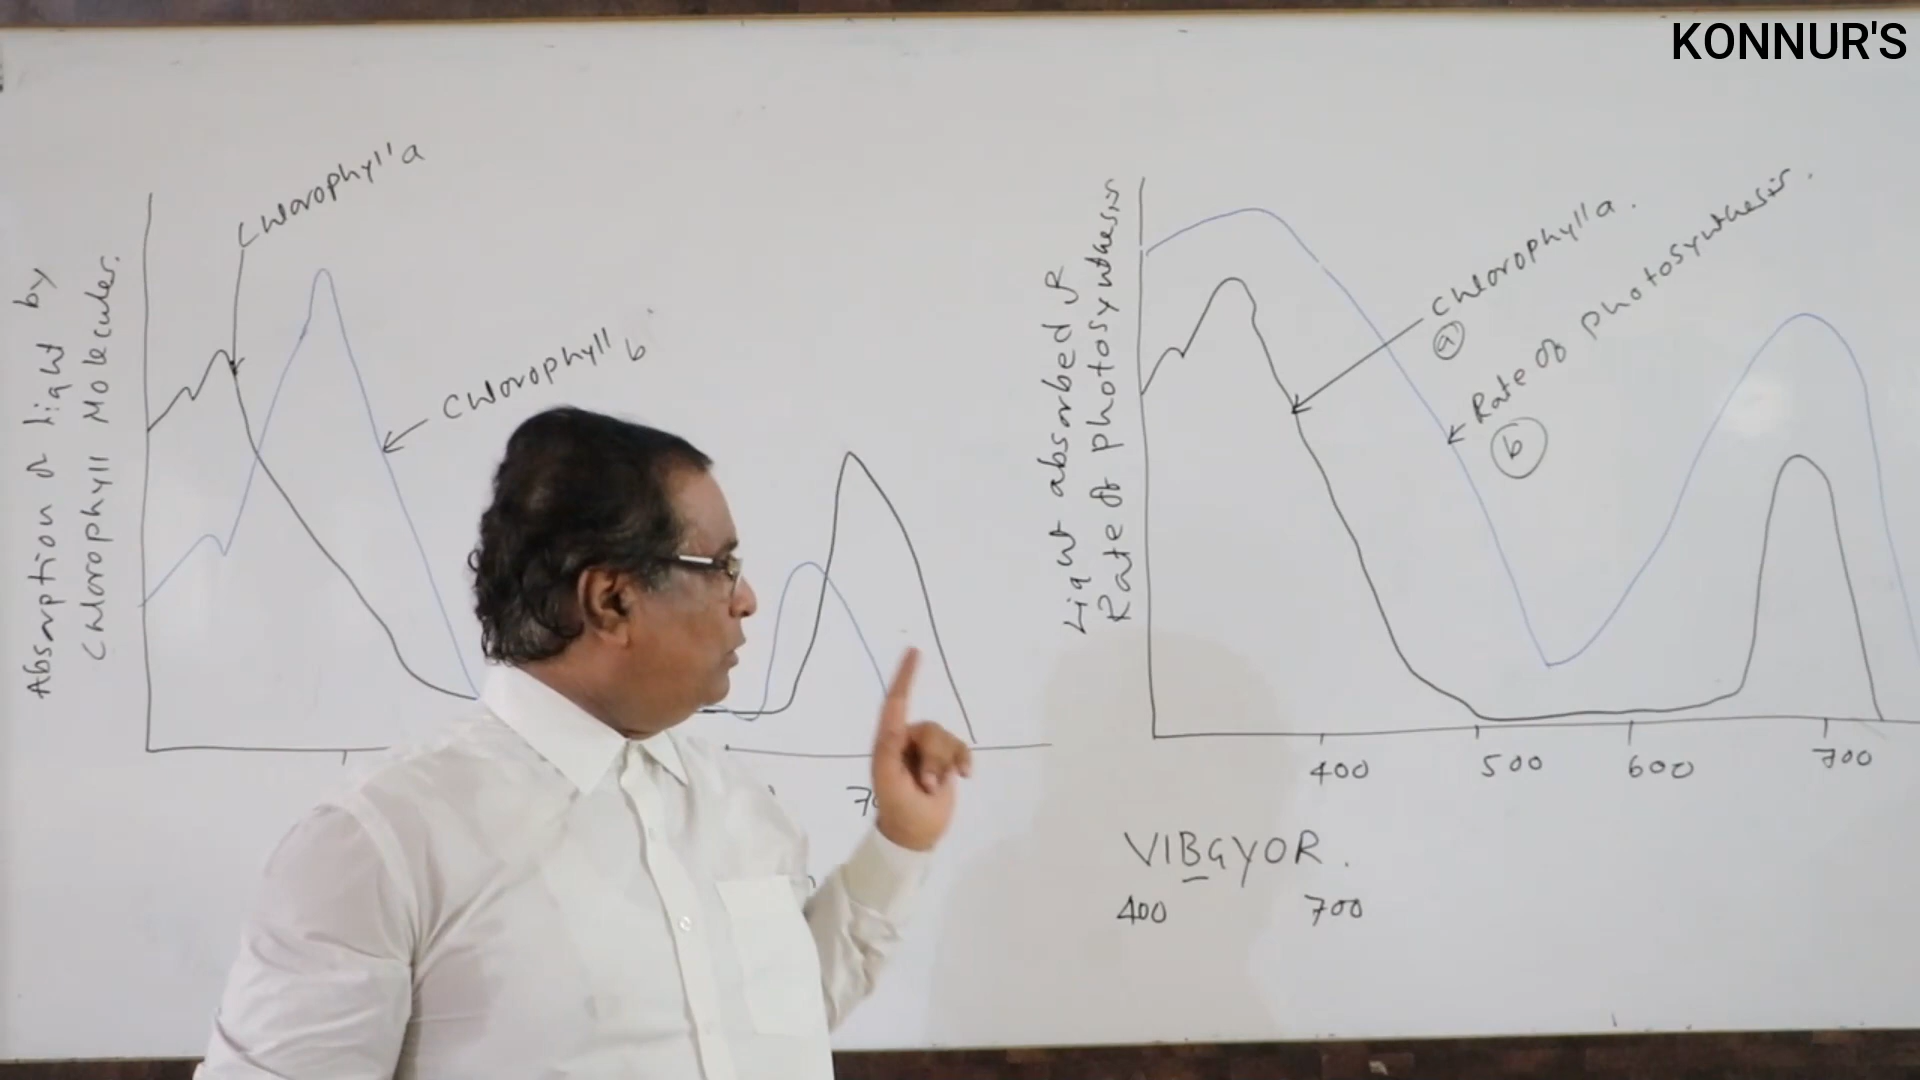 KONNUR'S
Chlorophyll a
Chlorophyll b
Absorption of light by
Chlorophyll Molecules.
Light absorbed &
Rate of photosynthesis
Chlorophyll a.
a
Rate of photosynthesis.
b
400 500 600 700
VIBGYOR.
400 700